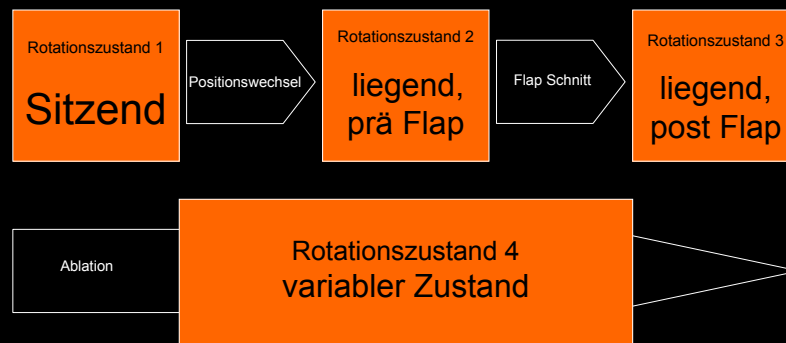 Rotationszustand 1
Sitzend
Positionswechsel
Rotationszustand 2
liegend,
prä Flap
Flap Schnitt
Rotationszustand 3
liegend,
post Flap
Ablation
Rotationszustand 4
variabler Zustand